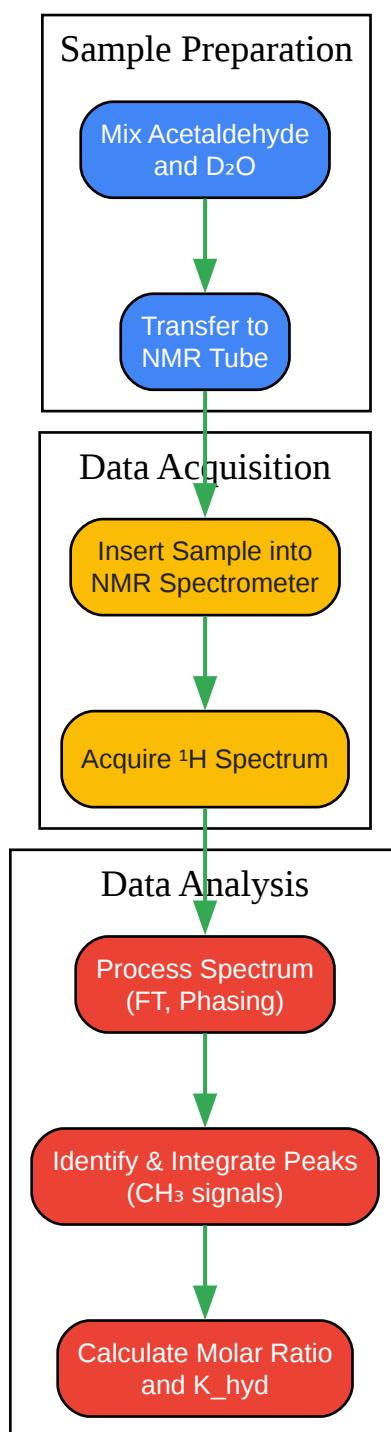 Sample Preparation
Mix Acetaldehyde
and D₂O
Transfer to
NMR Tube
Data Acquisition
Insert Sample into
NMR Spectrometer
Acquire ¹H Spectrum
Data Analysis
Process Spectrum
(FT, Phasing)
Identify & Integrate Peaks
(CH₃ signals)
Calculate Molar Ratio
and K_hyd